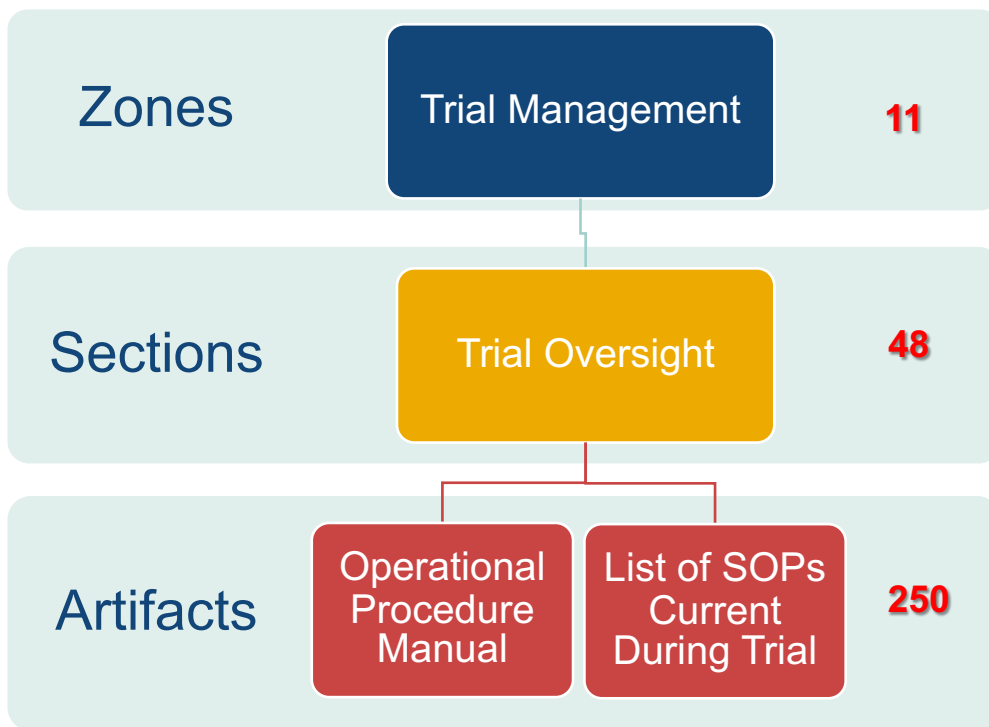 Zones
Trial Management
11
Sections
Trial Oversight
48
Artifacts
Operational
Procedure
Manual
List of SOPs
Current
During Trial
250